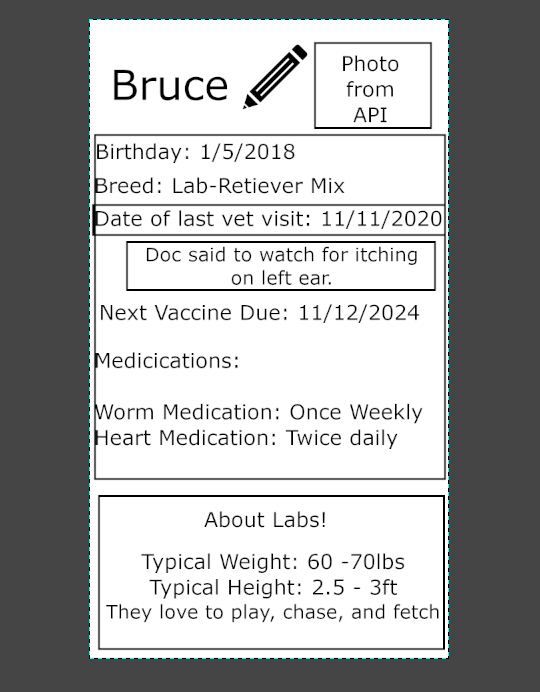 Bruce
Photo
from
API
Birthday: 1/5/2018
Breed: Lab-Retiever Mix
Date of last vet visit: 11/11/2020
Doc said to watch for itching
on left ear.
Next Vaccine Due: 11/12/2024
Medicications:
Worm Medication: Once Weekly
Heart Medication: Twice daily
About Labs!
Typical Weight: 60 -70lbs
Typical Height: 2.5 - 3ft
They love to play, chase, and fetch